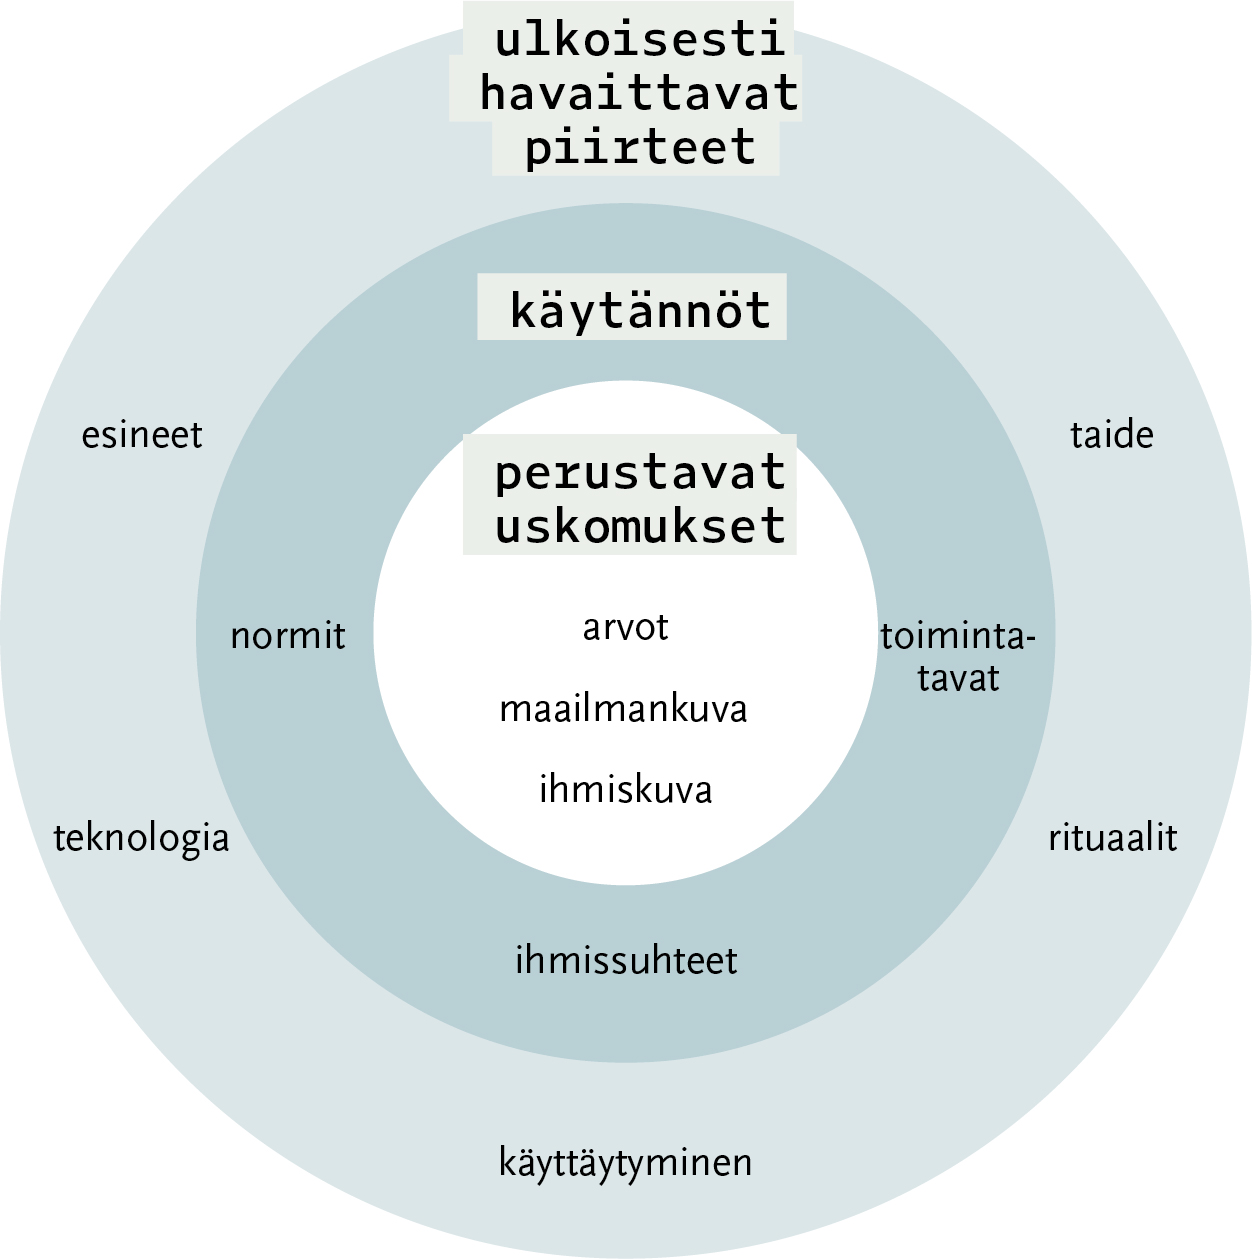 ulkoisesti
havaittavat
piirteet
käytännöt
esineet
taide
perustavat
uskomukset
normit
arvot
toiminta-
tavat
maailmankuva
ihmiskuva
teknologia
rituaalit
ihmissuhteet
käyttäytyminen